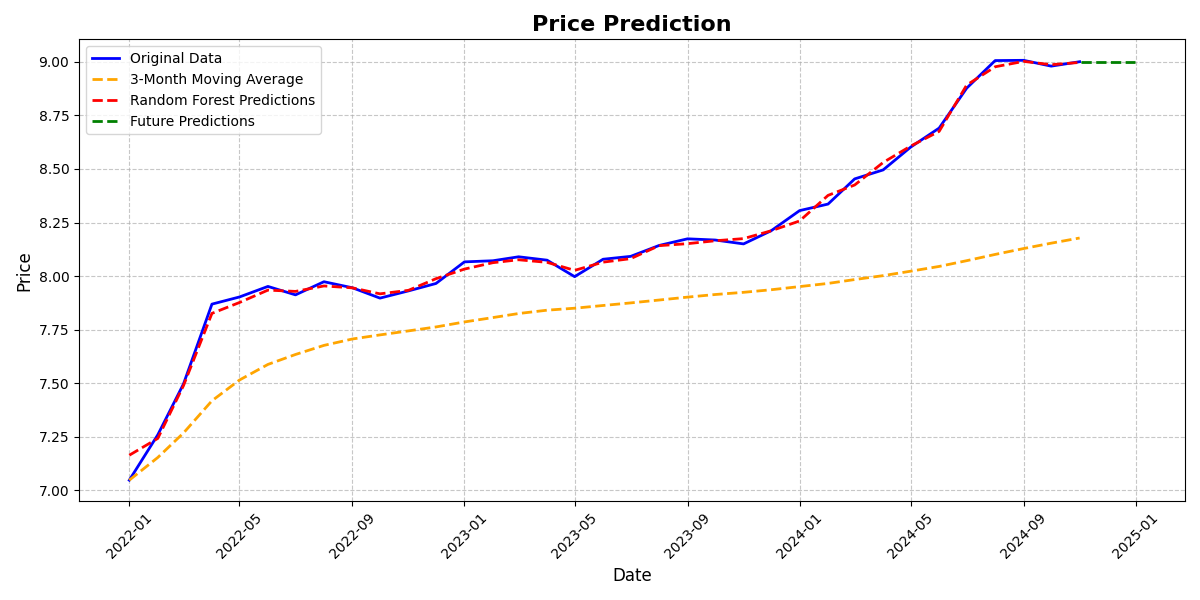 Price Prediction
Original Data
3-Month Moving Average
Random Forest Predictions
Future Predictions
9.00
8.75
8.50
8.25
8.00
7.75
7.50
7.25
7.00
Price
2022-01
2022-05
2022-09
2023-01
2023-05
2023-09
2024-01
2024-05
2024-09
2025-01
Date